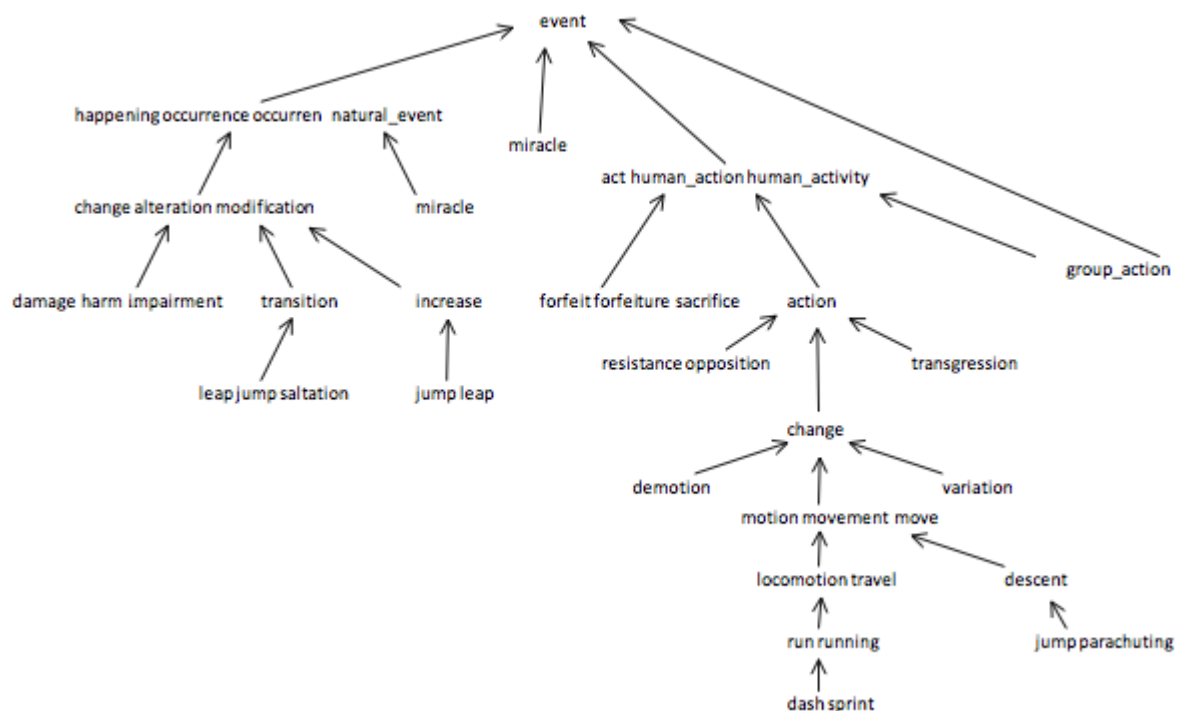 event
happening occurrence occurren natural_event
miracle
act human_action human_activity
change alteration modification
miracle
group_action
damage harm impairment
transition
increase
forfeit forfeiture sacrifice
action
resistance opposition
transgression
leap jump saltation
jump leap
change
demotion
variation
motion movement move
locomotion travel
descent
run running
jump parachuting
dash sprint